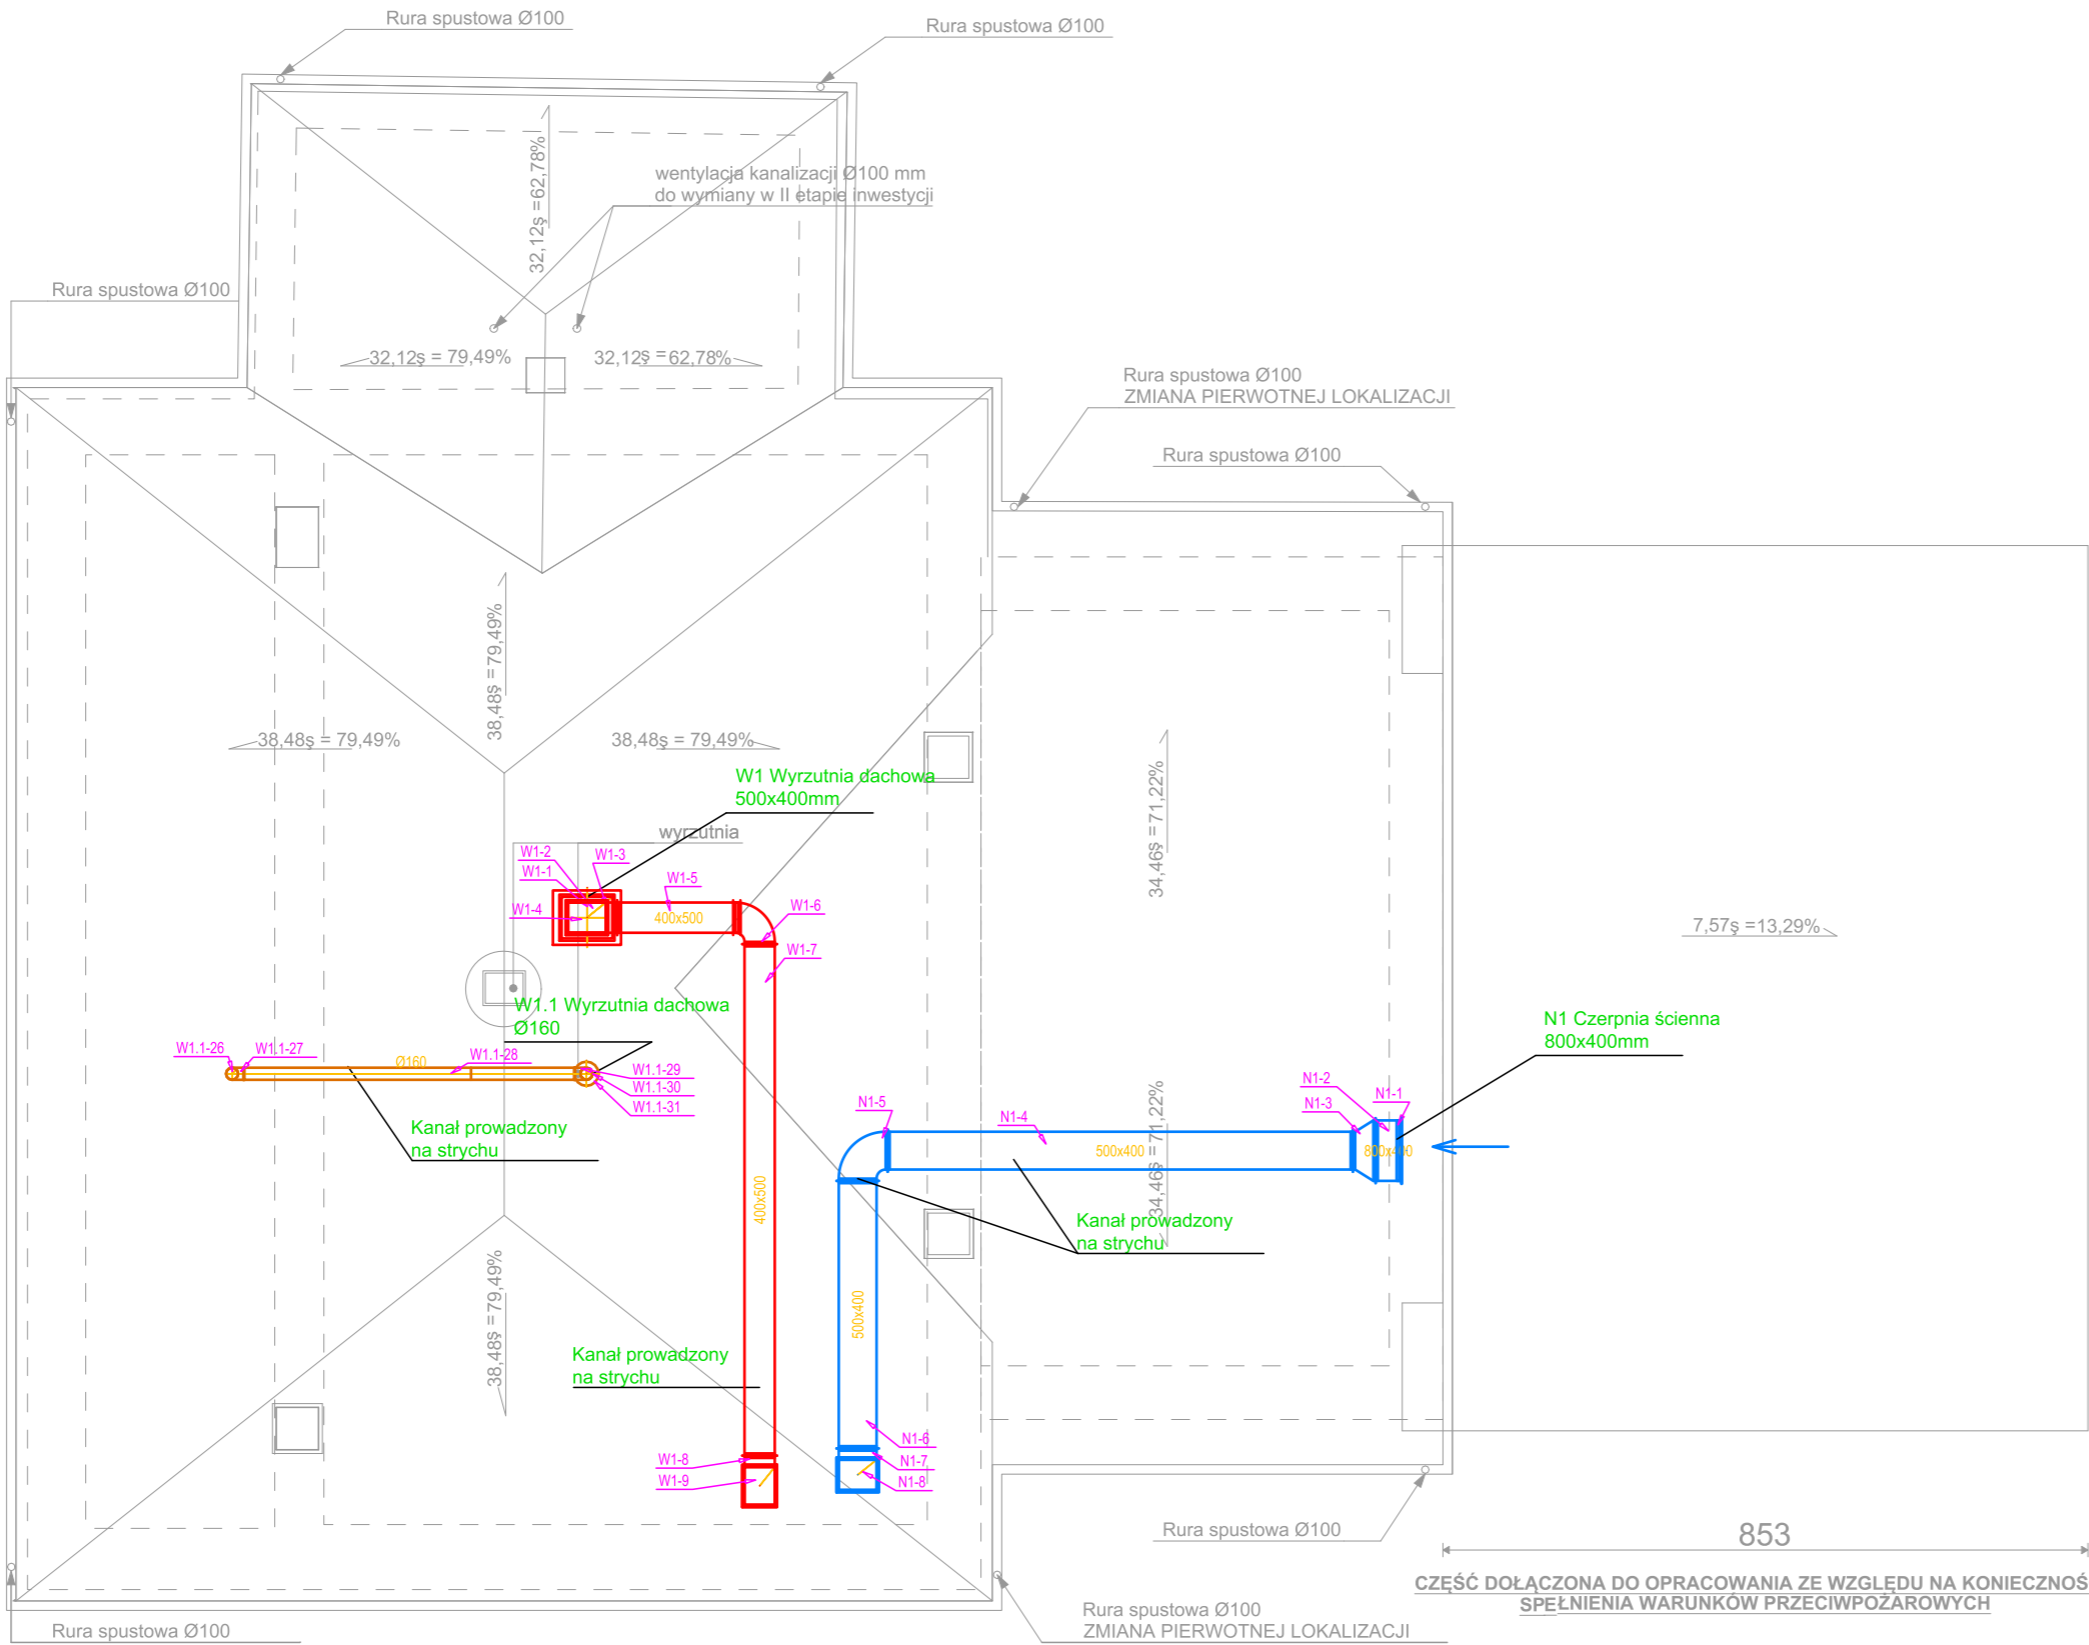 Rura spustowa Ø100
Rura spustowa Ø100
32,12ş = 62,78%
wentylacja kanalizacji Ø100 mm
do wymiany w II etapie inwestycji
Rura spustowa Ø100
32,12ş = 79,49%
32,12ş = 62,78%
Rura spustowa Ø100
ZMIANA PIERWOTNEJ LOKALIZACJI
Rura spustowa Ø100
38,48ş = 79,49%
38,48ş = 79,49%
38,48ş = 79,49%
W1 Wyrzutnia dachowa
500x400mm
34,46ş = 71,22%
wyrzutnia
W1-2
W1-3
W1-1
W1-5
W1-4
400x500
W1-6
W1-7
7,57ş =13,29%
W1.1 Wyrzutnia dachowa
Ø160
N1 Czerpnia ścienna
800x400mm
W1.1-26
W1.1-27
Ø160
W1.1-28
W1.1-29
W1.1-30
W1.1-31
N1-2
N1-1
N1-3
N1-5
N1-4
Kanał prowadzony
na strychu
500x400
800x400
34,46ş = 71,22%
400x500
Kanał prowadzony
na strychu
500x400
38,48ş = 79,49%
Kanał prowadzony
na strychu
N1-6
W1-8
N1-7
W1-9
N1-8
Rura spustowa Ø100
853
CZĘŚĆ DOŁĄCZONA DO OPRACOWANIA ZE WZGLĘDU NA KONIECZNOŚ
SPEŁNIENIA WARUNKÓW PRZECIWPOŻAROWYCH
Rura spustowa Ø100
Rura spustowa Ø100
ZMIANA PIERWOTNEJ LOKALIZACJI